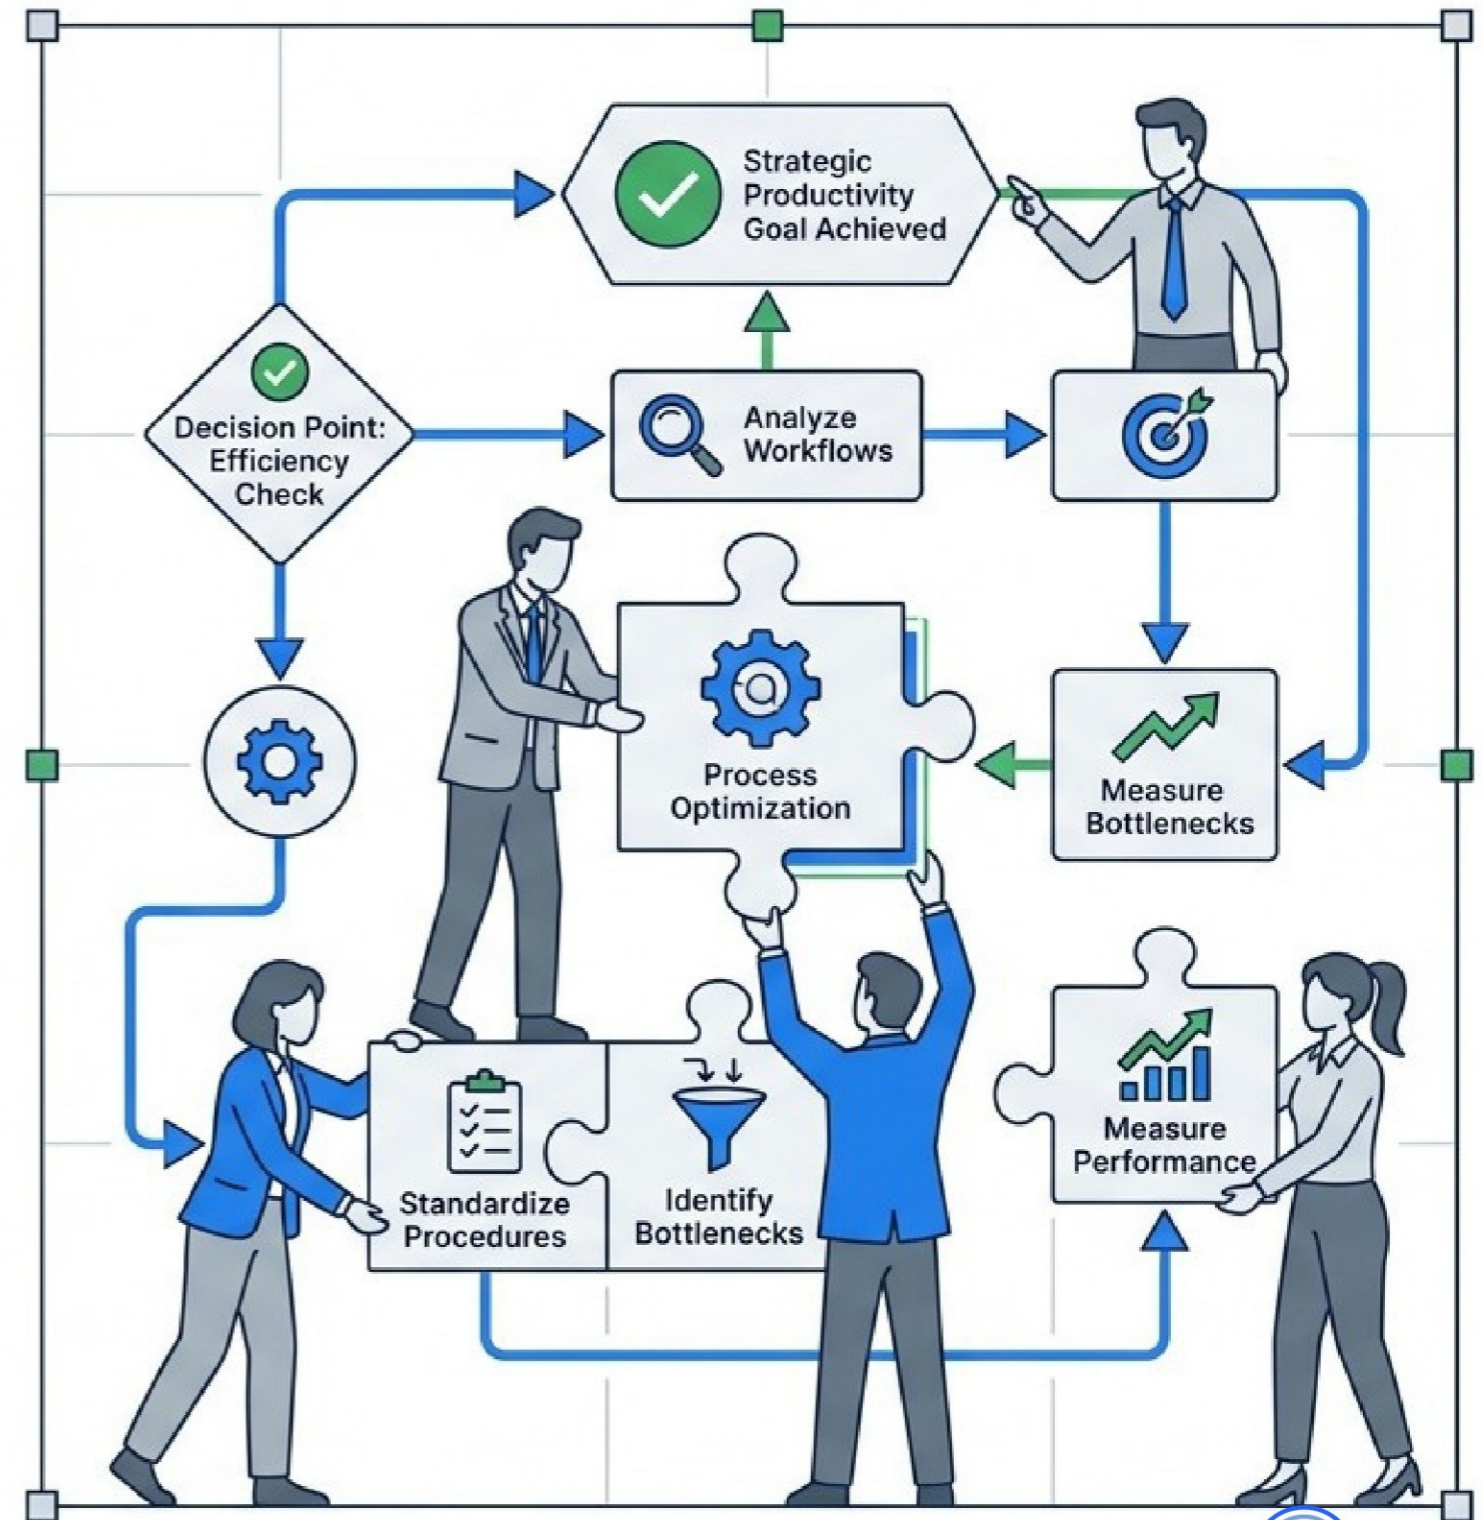 Strategic
Productivity
Goal Achieved
Decision Point:
Efficiency
Check
Analyze
Workflows
Process
Optimization
Measure
Bottlenecks
Standardize
Procedures
Identify
Bottlenecks
Measure
Performance